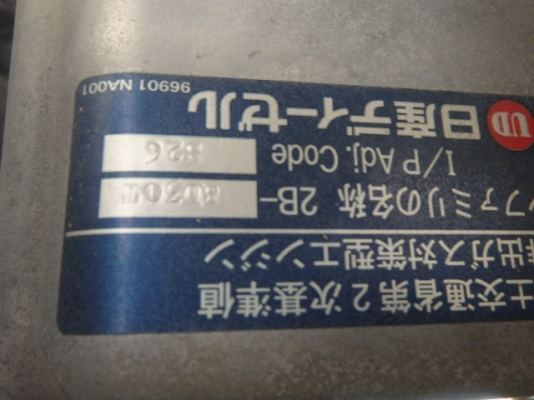 土交通省第2次基準値
出ガス対策型エンジン
ファミリの名称 2B-
I/P Adj. Code
UD 日産ディーゼル
96901 NA001